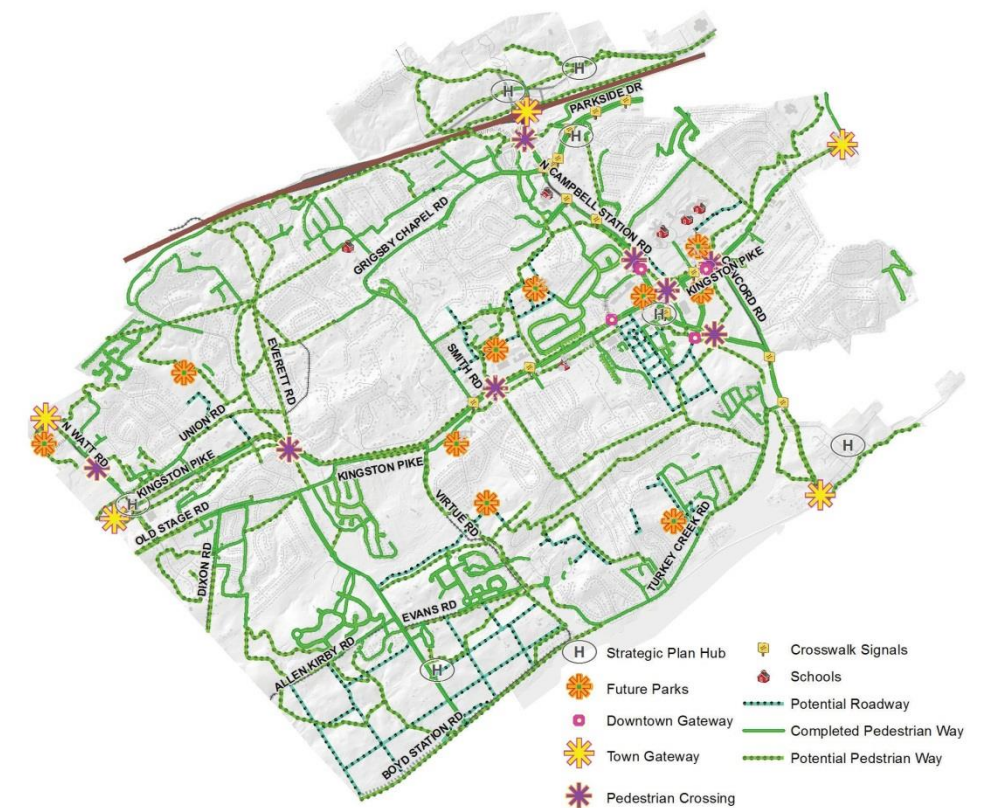 H
H
PARKSIDE DR
H
N CAMPBELL STATION RD
GRIGSBY CHAPEL RD
KINGSTON PIKE
CONCORD RD
H
EVERETT RD
SMITH RD
N WATT RD
UNION RD
KINGSTON PIKE
H
KINGSTON PIKE
H
OLD STAGE RD
VIRTUE RD
DIXON RD
TURKEY CREEK RD
EVANS RD
ALLEN KIRBY RD
H
BOYD STATION RD
H Strategic Plan Hub
Future Parks
Downtown Gateway
Town Gateway
Pedestrian Crossing
Crosswalk Signals
Schools
Potential Roadway
Completed Pedestrian Way
Potential Pedstrian Way